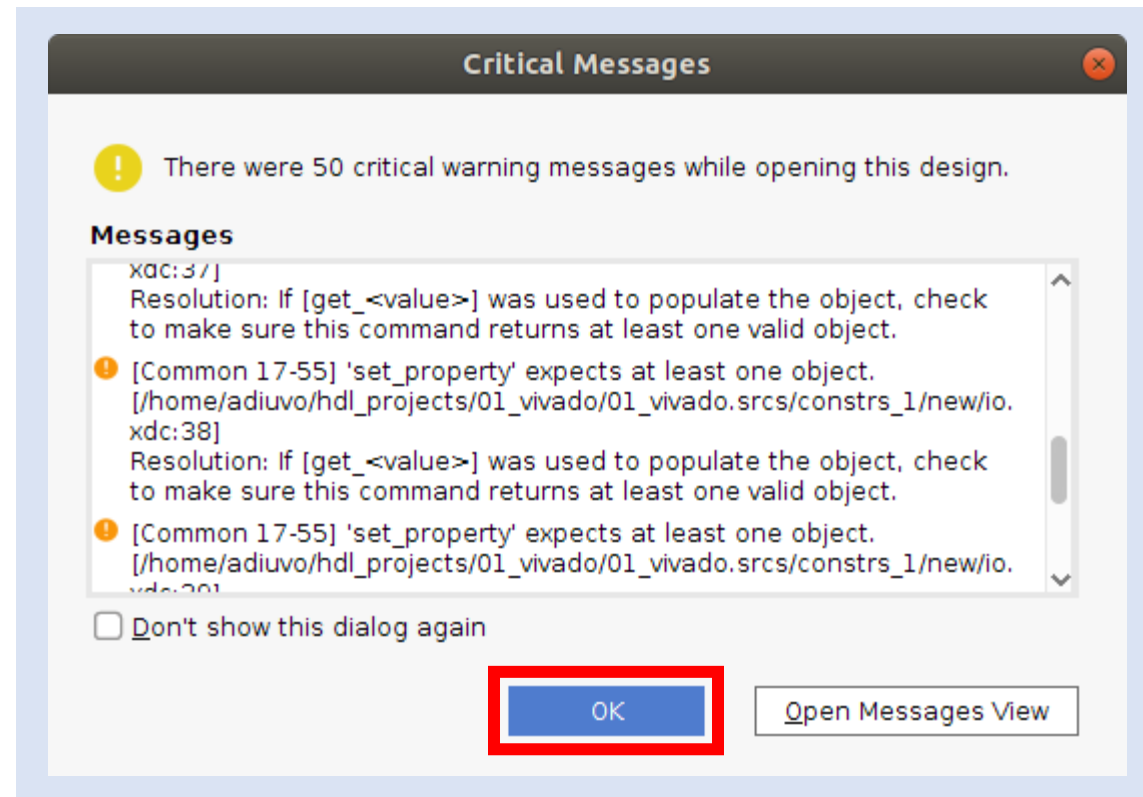 Critical Messages
There were 50 critical warning messages while opening this design.
Messages
xdc:37]
Resolution: If [get_<value>] was used to populate the object, check
to make sure this command returns at least one valid object.
[Common 17-55] 'set_property' expects at least one object.
[/home/adiuvo/hdl_projects/01_vivado/01_vivado.srcs/constrs_1/new/io.
xdc:38]
Resolution: If [get_<value>] was used to populate the object, check
to make sure this command returns at least one valid object.
[Common 17-55] 'set_property' expects at least one object.
[/home/adiuvo/hdl_projects/01_vivado/01_vivado.srcs/constrs_1/new/io.
Don't show this dialog again
OK
Open Messages View